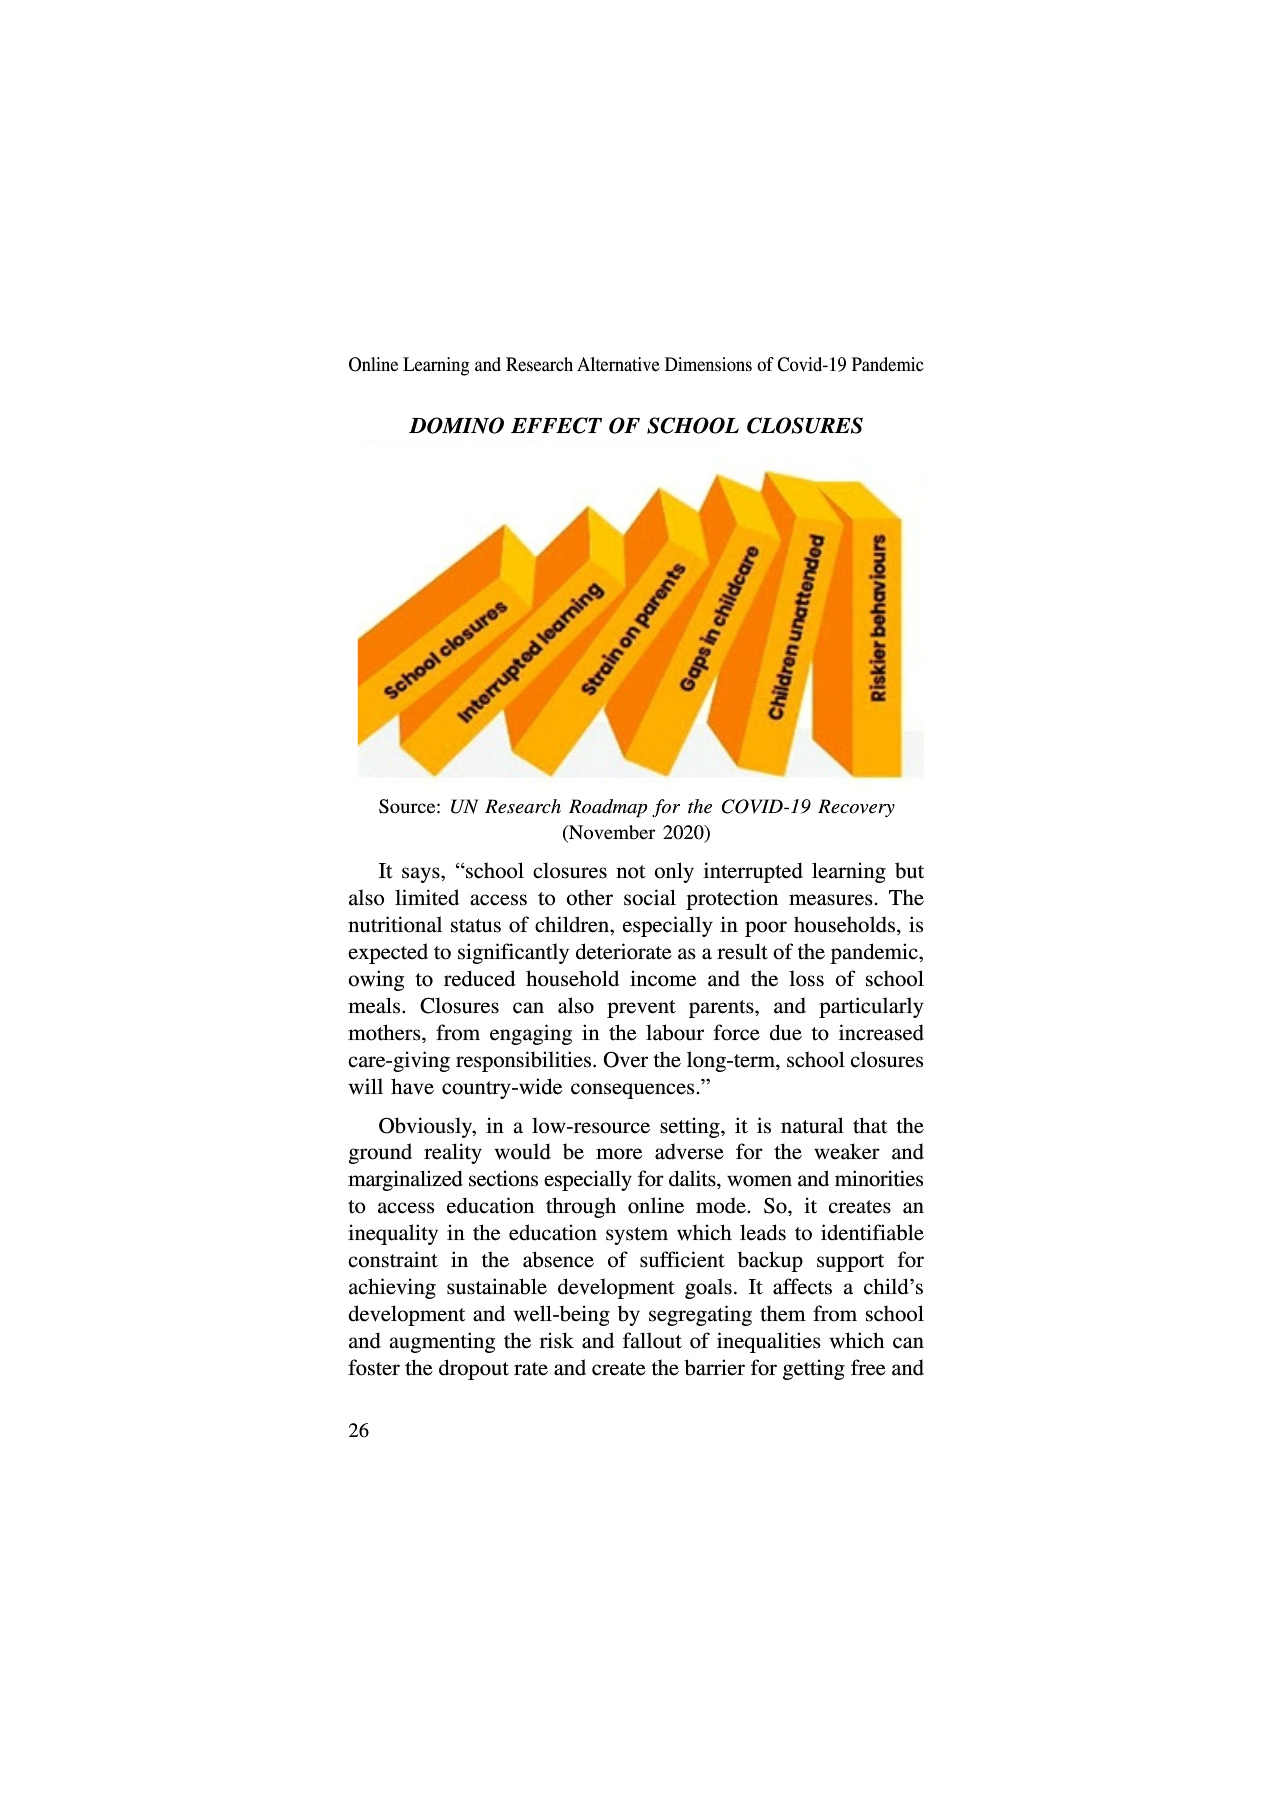 Online Learning and Research Alternative Dimensions of Covid-19 Pandemic
DOMINO EFFECT OF SCHOOL CLOSURES
School closures
Interrupted learning
Strain on parents
Gaps in childcare
Children unattended
Riskier behaviours
Source: UN Research Roadmap for the COVID-19 Recovery
(November 2020)
It says, “school closures not only interrupted learning but
also limited access to other social protection measures. The
nutritional status of children, especially in poor households, is
expected to significantly deteriorate as a result of the pandemic,
owing to reduced household income and the loss of school
meals. Closures can also prevent parents, and particularly
mothers, from engaging in the labour force due to increased
care-giving responsibilities. Over the long-term, school closures
will have country-wide consequences.”
Obviously, in a low-resource setting, it is natural that the
ground reality would be more adverse for the weaker and
marginalized sections especially for dalits, women and minorities
to access education through online mode. So, it creates an
inequality in the education system which leads to identifiable
constraint in the absence of sufficient backup support for
achieving sustainable development goals. It affects a child’s
development and well-being by segregating them from school
and augmenting the risk and fallout of inequalities which can
foster the dropout rate and create the barrier for getting free and
26